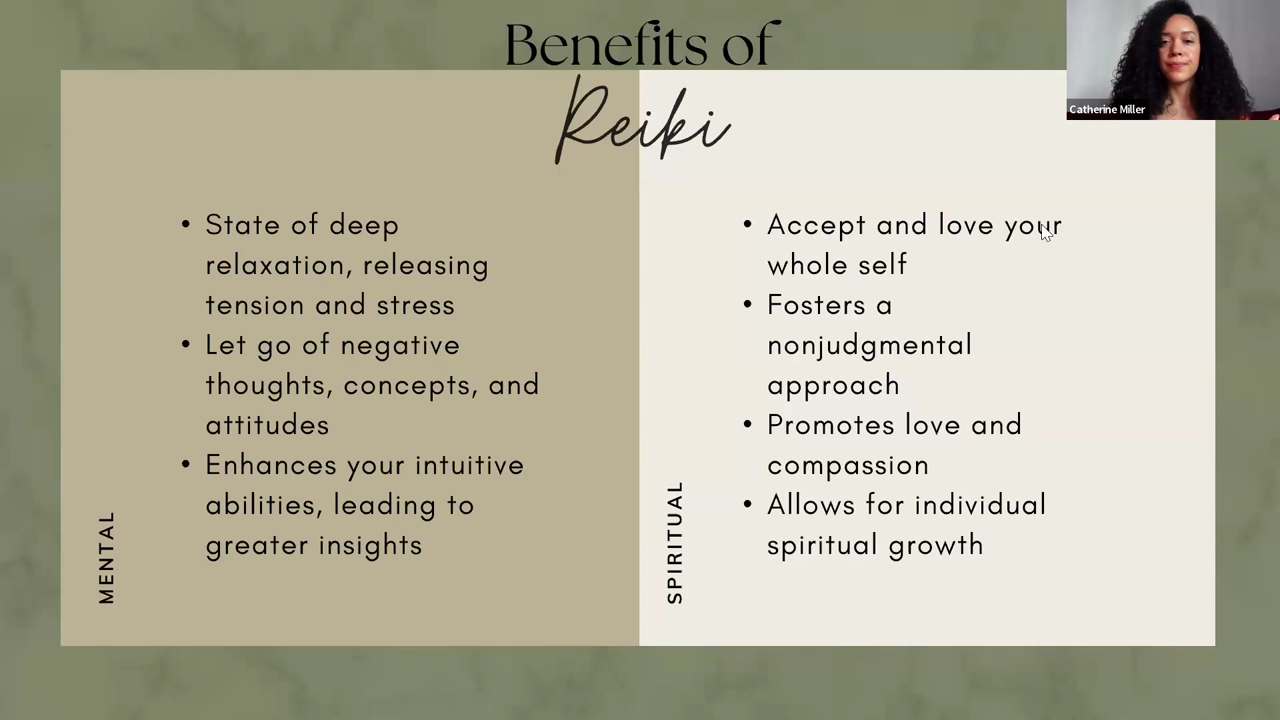 Benefits of
Reiki
Catherine Miller
• State of deep
relaxation, releasing
tension and stress
• Let go of negative
thoughts, concepts, and
attitudes
• Enhances your intuitive
abilities, leading to
greater insights
MENTAL
• Accept and love your
whole self
• Fosters a
nonjudgmental
approach
• Promotes love and
compassion
• Allows for individual
spiritual growth
SPIRITUAL